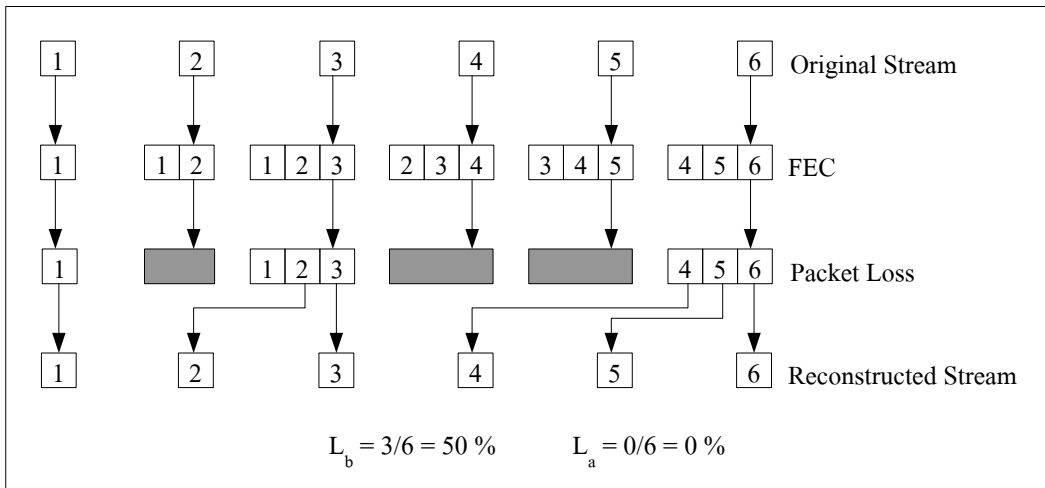 1 2 3 4 5 6 Original Stream
1 1 2 1 2 3 2 3 4 3 4 5 4 5 6 FEC
1 1 2 3 4 5 6 Packet Loss
1 2 3 4 5 6 Reconstructed Stream
L_b = 3/6 = 50 % L_a = 0/6 = 0 %